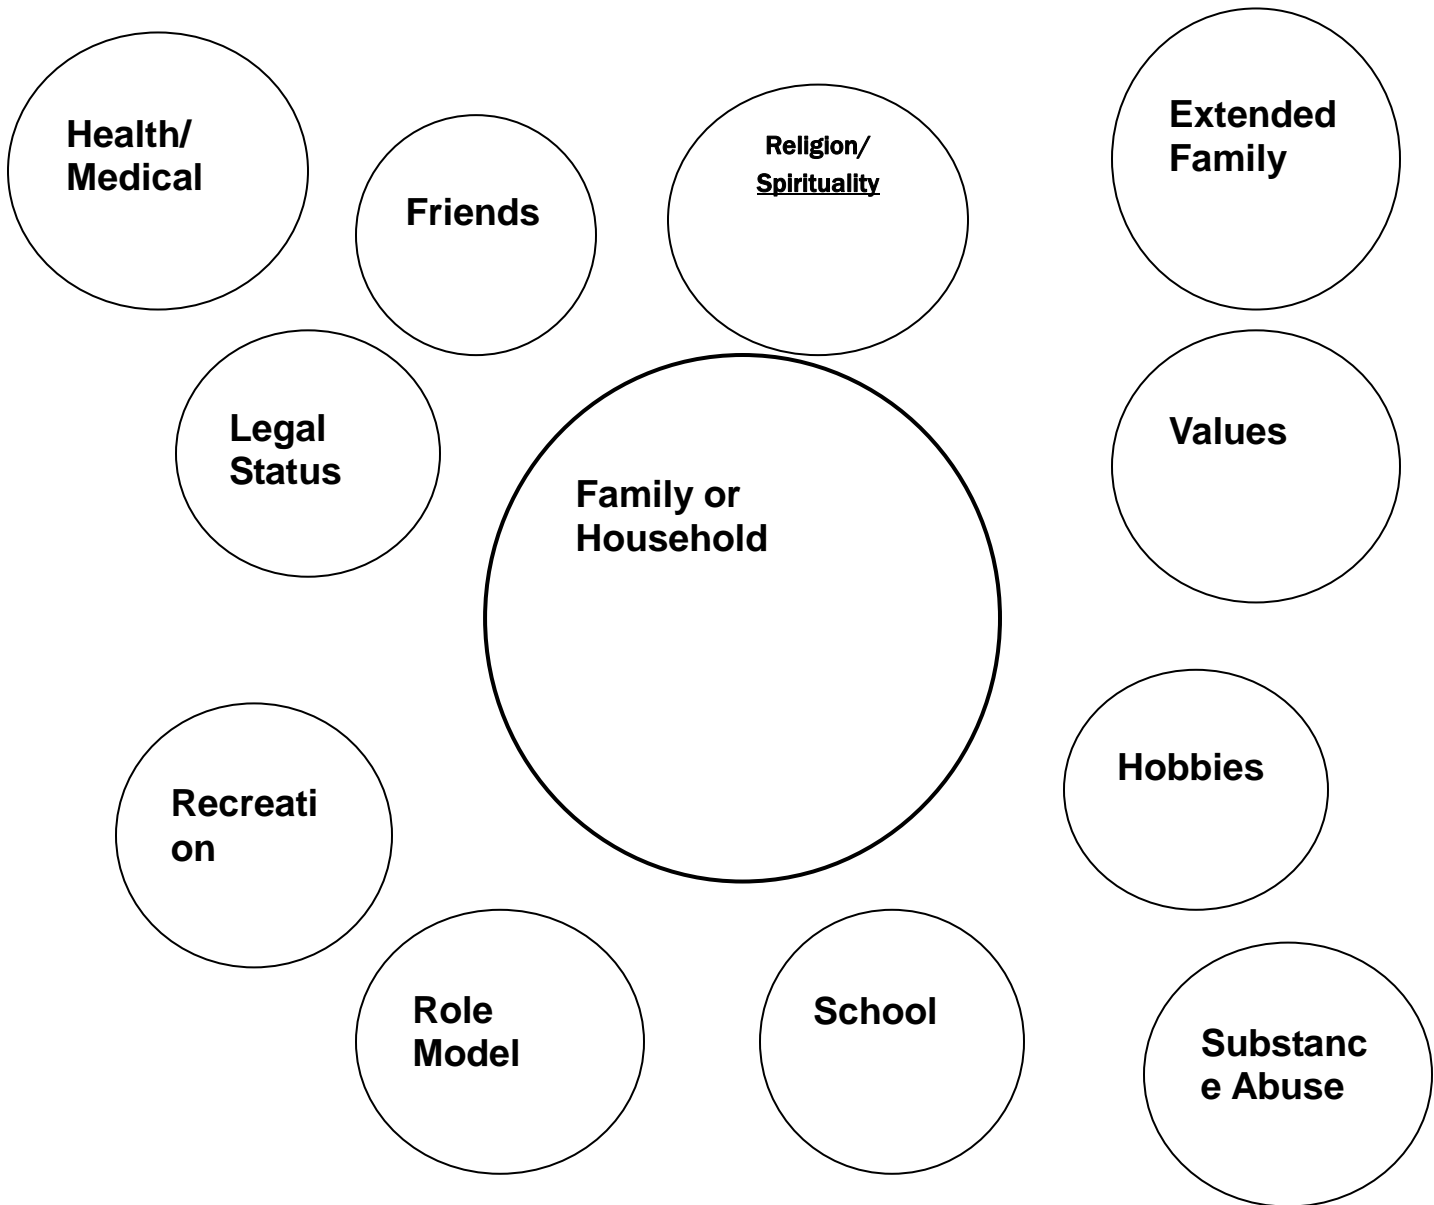 Health/
Medical
Friends
Religion/
Spirituality
Extended
Family
Legal
Status
Values
Family or
Household
Recreati
on
Hobbies
Role
Model
School
Substanc
e Abuse